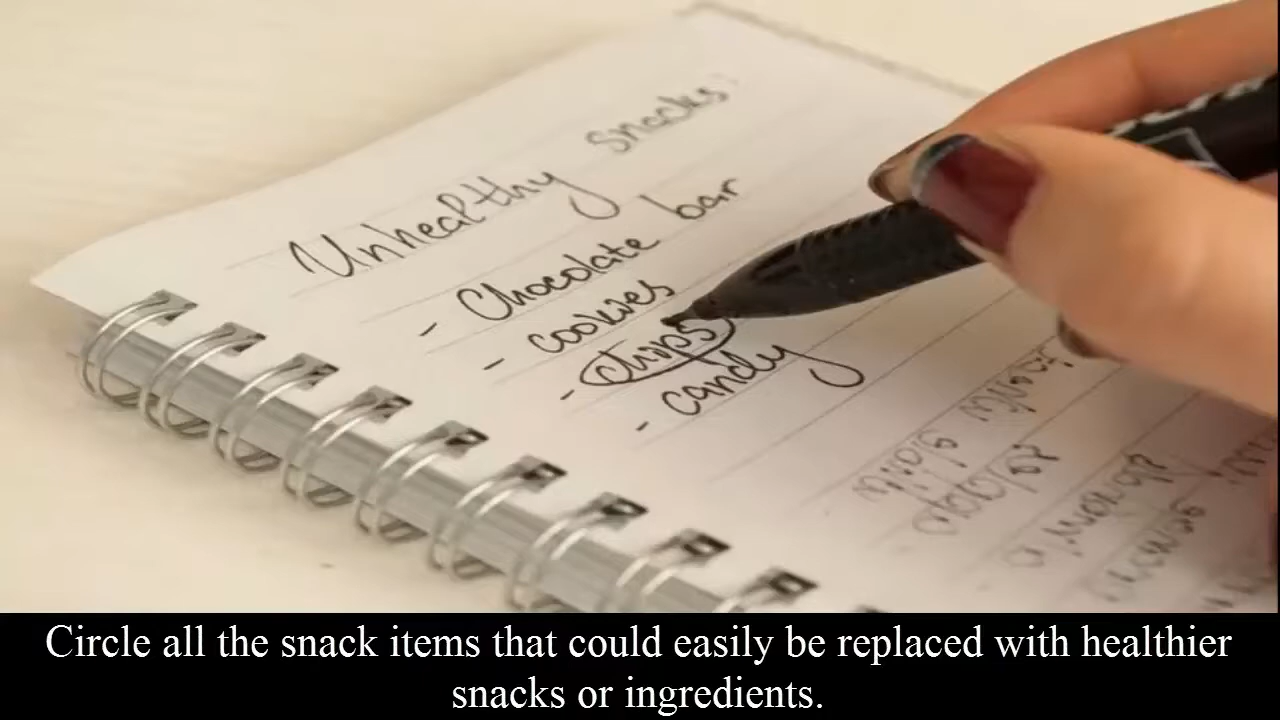 Unhealthy snacks:
- Chocolate bar
- cookies
- chips
- candy
Circle all the snack items that could easily be replaced with healthier
snacks or ingredients.